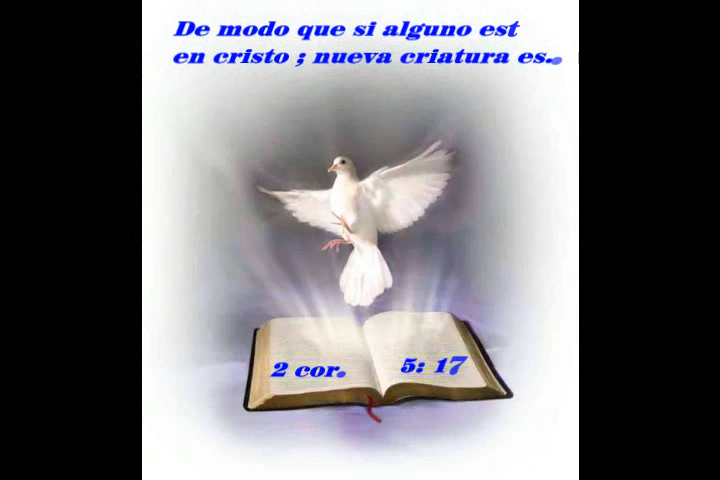 De modo que si alguno est
en cristo ; nueva criatura es..
2 cor. 5: 17